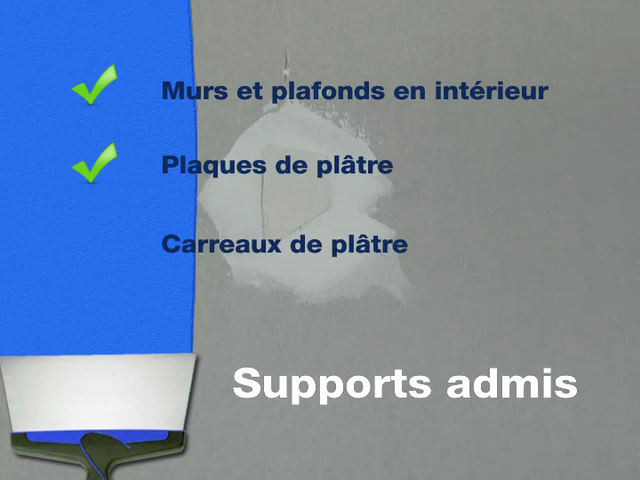 Murs et plafonds en intérieur
Plaques de plâtre
Carreaux de plâtre
Supports admis